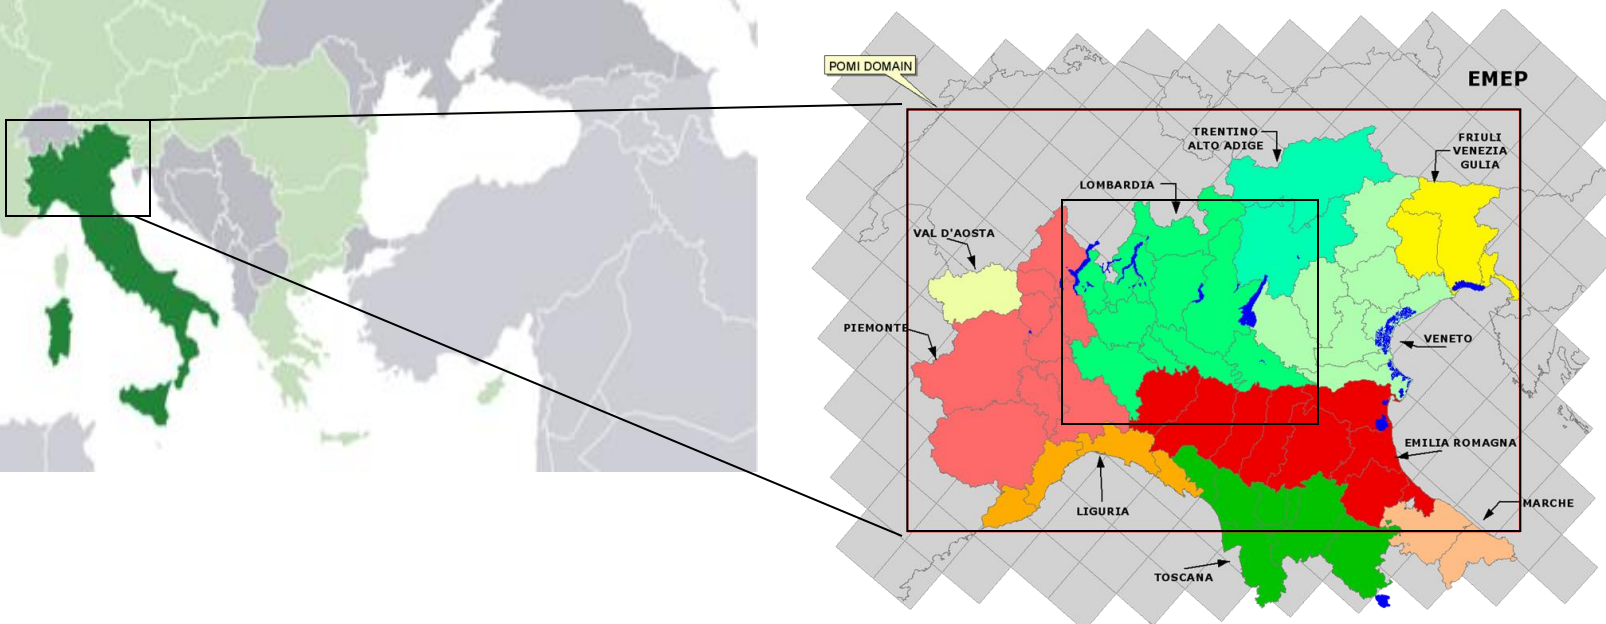 POMI DOMAIN
EMEP
TRENTINO
ALTO ADIGE
FRIULI
VENEZIA
GULIA
LOMBARDIA
VAL D'AOSTA
PIEMONTE
VENETO
EMILIA ROMAGNA
MARCHE
LIGURIA
TOSCANA